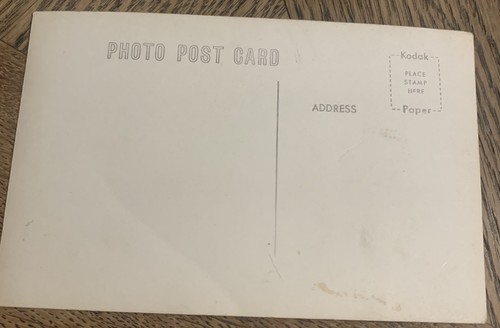 PHOTO POST CARD
Kodak
PLACE
STAMP
HERE
Paper
ADDRESS